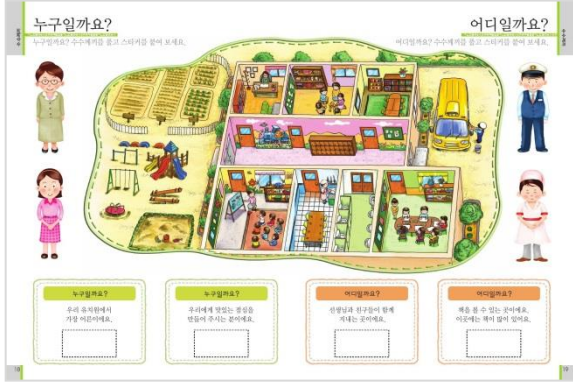 누구일까요?
누구일까요? 수수께끼를 풀고 스티커를 붙여 보세요.
어디일까요?
어디일까요? 수수께끼를 풀고 스티커를 붙여 보세요.
누구일까요?
우리 유치원에서
가장 어른이에요.
누구일까요?
우리에게 맛있는 점심을
만들어 주시는 분이에요.
어디일까요?
선생님과 친구들이 함께
지내는 곳이에요.
어디일까요?
책을 볼 수 있는 곳이에요.
이곳에는 책이 많이 있어요.
18
19